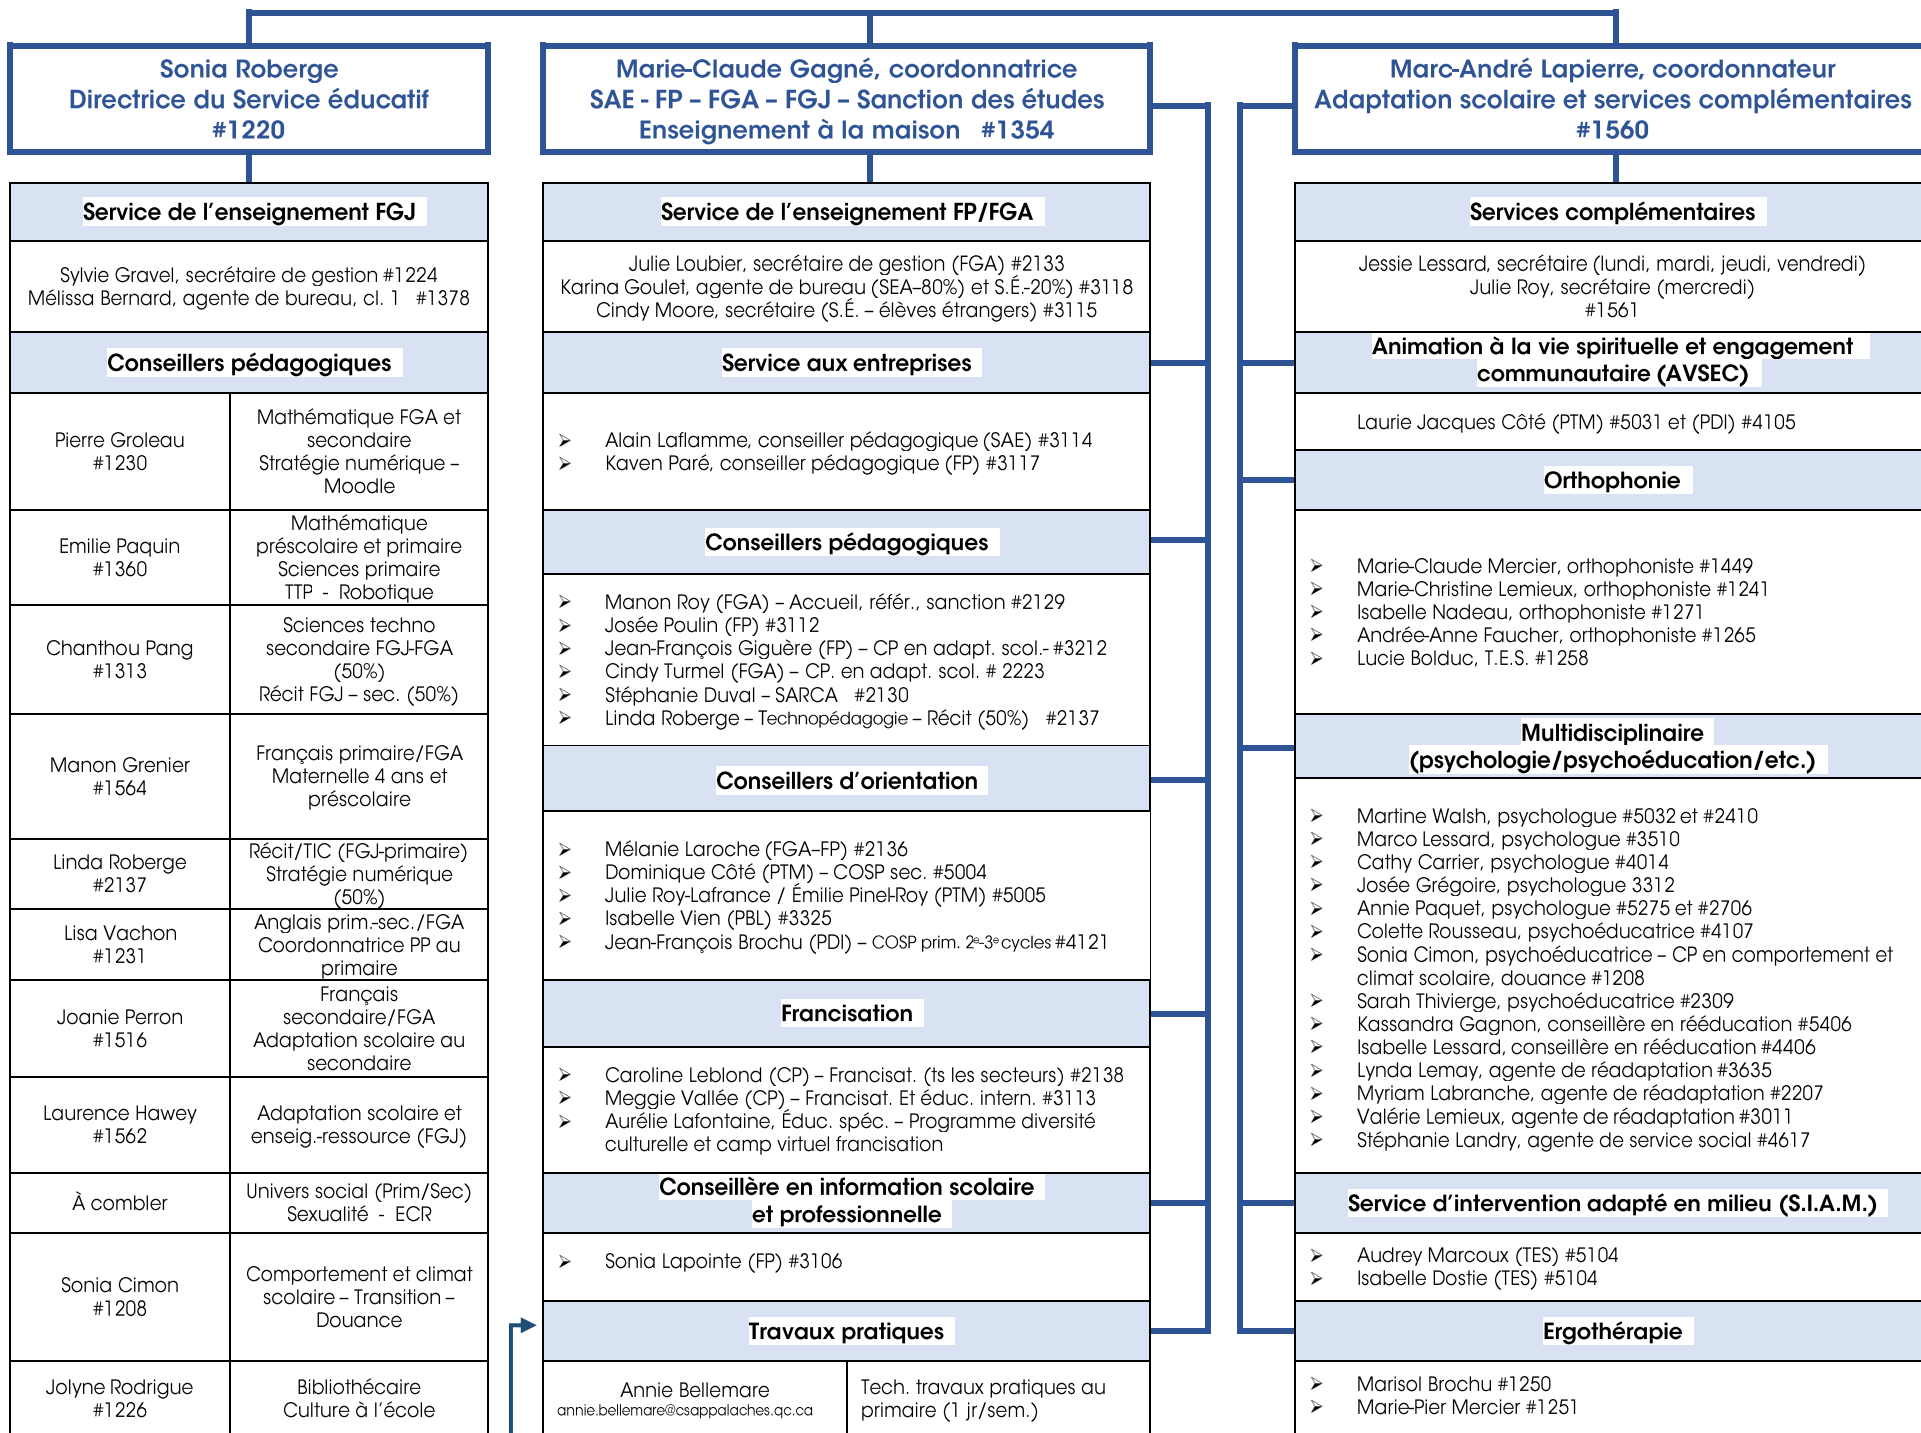 Sonia Roberge
Directrice du Service éducatif
#1220
Marie-Claude Gagné, coordonnatrice
SAE - FP – FGA – FGJ – Sanction des études
Enseignement à la maison #1354
Marc-André Lapierre, coordonnateur
Adaptation scolaire et services complémentaires
#1560
Service de l'enseignement FGJ
Sylvie Gravel, secrétaire de gestion #1224
Mélissa Bernard, agente de bureau, cl. 1 #1378
Conseillers pédagogiques
Pierre Groleau
#1230
Mathématique FGA et
secondaire
Stratégie numérique –
Moodle
Emilie Paquin
#1360
Mathématique
préscolaire et primaire
Sciences primaire
TTP - Robotique
Chanthou Pang
#1313
Sciences techno
secondaire FGJ-FGA
(50%)
Récit FGJ – sec. (50%)
Manon Grenier
#1564
Français primaire/FGA
Maternelle 4 ans et
préscolaire
Linda Roberge
#2137
Récit/TIC (FGJ-primaire)
Stratégie numérique
(50%)
Lisa Vachon
#1231
Anglais prim.-sec./FGA
Coordonnatrice PP au
primaire
Joanie Perron
#1516
Français
secondaire/FGA
Adaptation scolaire au
secondaire
Laurence Hawey
#1562
Adaptation scolaire et
enseig.-ressource (FGJ)
À combler
Univers social (Prim/Sec)
Sexualité - ECR
Sonia Cimon
#1208
Comportement et climat
scolaire – Transition –
Douance
Jolyne Rodrigue
#1226
Bibliothécaire
Culture à l'école
Service de l'enseignement FP/FGA
Julie Loubier, secrétaire de gestion (FGA) #2133
Karina Goulet, agente de bureau (SEA–80%) et S.É.-20%) #3118
Cindy Moore, secrétaire (S.É. – élèves étrangers) #3115
Service aux entreprises
➢ Alain Laflamme, conseiller pédagogique (SAE) #3114
➢ Kaven Paré, conseiller pédagogique (FP) #3117
Conseillers pédagogiques
➢ Manon Roy (FGA) – Accueil, référ., sanction #2129
➢ Josée Poulin (FP) #3112
➢ Jean-François Giguère (FP) – CP en adapt. scol.- #3212
➢ Cindy Turmel (FGA) – CP. en adapt. scol. # 2223
➢ Stéphanie Duval – SARCA #2130
➢ Linda Roberge – Technopédagogie – Récit (50%) #2137
Conseillers d'orientation
➢ Mélanie Laroche (FGA–FP) #2136
➢ Dominique Côté (PTM) – COSP sec. #5004
➢ Julie Roy-Lafrance / Émilie Pinel-Roy (PTM) #5005
➢ Isabelle Vien (PBL) #3325
➢ Jean-François Brochu (PDI) – COSP prim. 2e-3e cycles #4121
Francisation
➢ Caroline Leblond (CP) – Francisat. (ts les secteurs) #2138
➢ Meggie Vallée (CP) – Francisat. Et éduc. intern. #3113
➢ Aurélie Lafontaine, Éduc. spéc. – Programme diversité
culturelle et camp virtuel francisation
Conseillère en information scolaire
et professionnelle
➢ Sonia Lapointe (FP) #3106
Travaux pratiques
Annie Bellemare
annie.bellemare@csappalaches.qc.ca
Tech. travaux pratiques au
primaire (1 jr/sem.)
Services complémentaires
Jessie Lessard, secrétaire (lundi, mardi, jeudi, vendredi)
Julie Roy, secrétaire (mercredi)
#1561
Animation à la vie spirituelle et engagement
communautaire (AVSEC)
Laurie Jacques Côté (PTM) #5031 et (PDI) #4105
Orthophonie
➢ Marie-Claude Mercier, orthophoniste #1449
➢ Marie-Christine Lemieux, orthophoniste #1241
➢ Isabelle Nadeau, orthophoniste #1271
➢ Andrée-Anne Faucher, orthophoniste #1265
➢ Lucie Bolduc, T.E.S. #1258
Multidisciplinaire
(psychologie/psychoéducation/etc.)
➢ Martine Walsh, psychologue #5032 et #2410
➢ Marco Lessard, psychologue #3510
➢ Cathy Carrier, psychologue #4014
➢ Josée Grégoire, psychologue 3312
➢ Annie Paquet, psychologue #5275 et #2706
➢ Colette Rousseau, psychoéducatrice #4107
➢ Sonia Cimon, psychoéducatrice – CP en comportement et
climat scolaire, douance #1208
➢ Sarah Thivierge, psychoéducatrice #2309
➢ Kassandra Gagnon, conseillère en rééducation #5406
➢ Isabelle Lessard, conseillère en rééducation #4406
➢ Lynda Lemay, agente de réadaptation #3635
➢ Myriam Labranche, agente de réadaptation #2207
➢ Valérie Lemieux, agente de réadaptation #3011
➢ Stéphanie Landry, agente de service social #4617
Service d'intervention adapté en milieu (S.I.A.M.)
➢ Audrey Marcoux (TES) #5104
➢ Isabelle Dostie (TES) #5104
Ergothérapie
➢ Marisol Brochu #1250
➢ Marie-Pier Mercier #1251